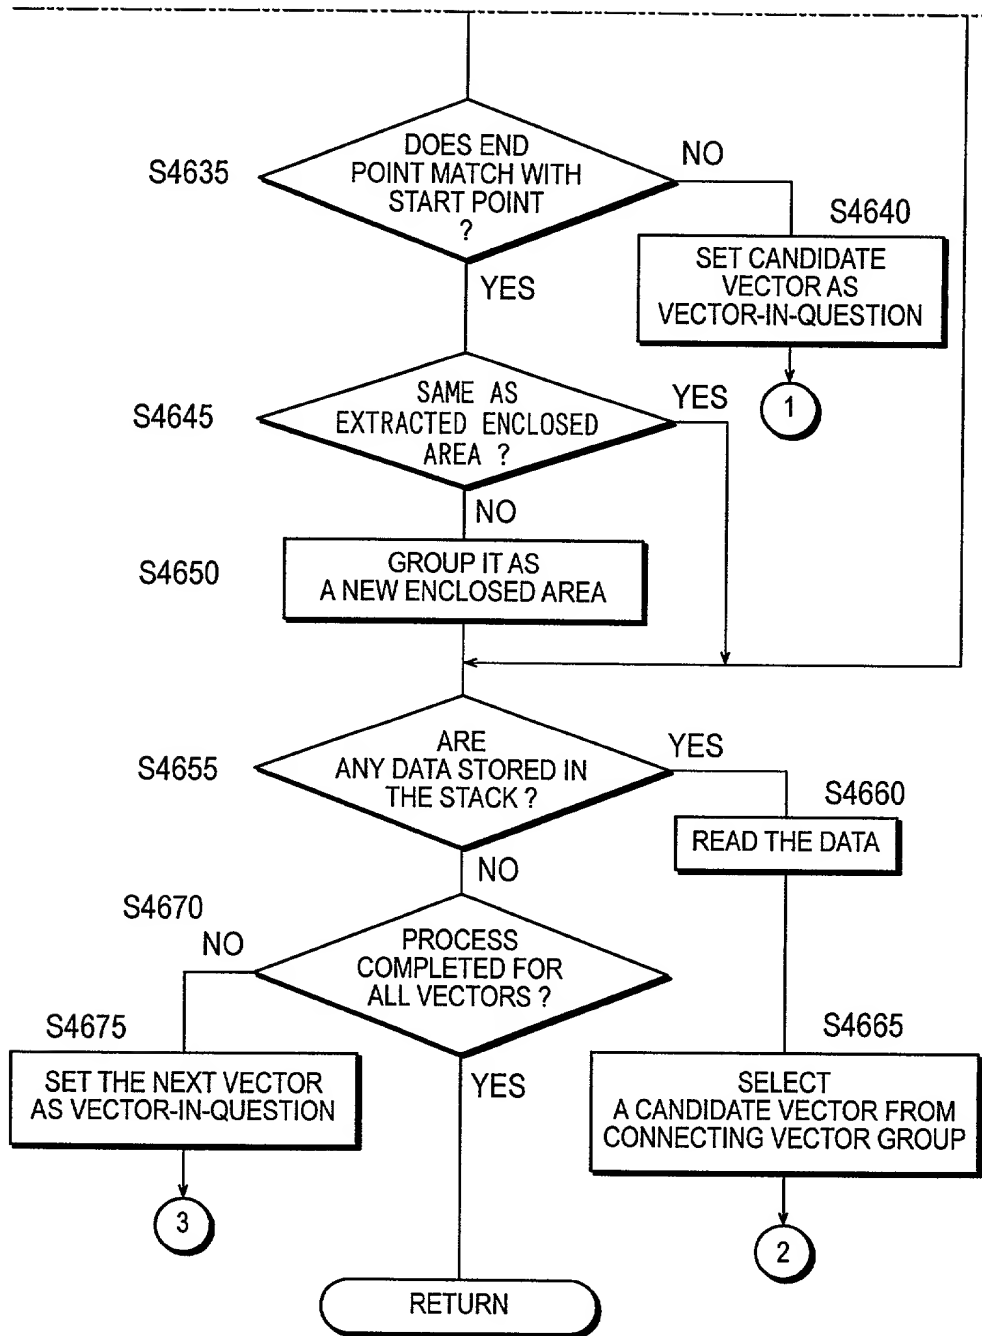 DOES END
POINT MATCH WITH
START POINT
?
S4635
NO
S4640
SET CANDIDATE
VECTOR AS
VECTOR-IN-QUESTION
1
YES
S4645
SAME AS
EXTRACTED ENCLOSED
AREA ?
YES
NO
S4650
GROUP IT AS
A NEW ENCLOSED AREA
S4655
ARE
ANY DATA STORED IN
THE STACK ?
YES
S4660
READ THE DATA
NO
S4670
NO
PROCESS
COMPLETED FOR
ALL VECTORS ?
S4675
SET THE NEXT VECTOR
AS VECTOR-IN-QUESTION
3
YES
S4665
SELECT
A CANDIDATE VECTOR FROM
CONNECTING VECTOR GROUP
2
RETURN